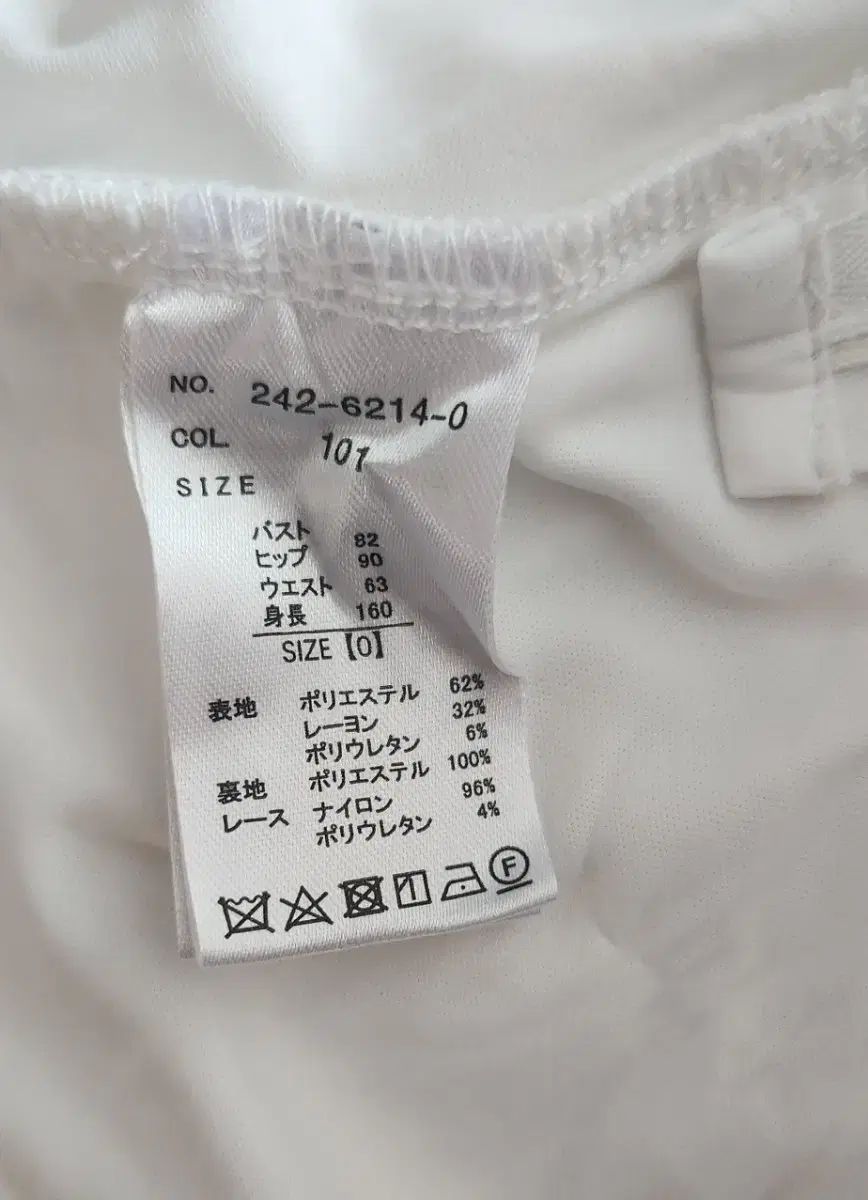 NO. 242-6214-0
COL. 101
SIZE
バスト 82
ヒップ 90
ウエスト 63
身長 160
SIZE【0】
表地 ポリエステル 62%
レーヨン 32%
ポリウレタン 6%
裏地 ポリエステル 100%
レース ナイロン 96%
ポリウレタン 4%
F